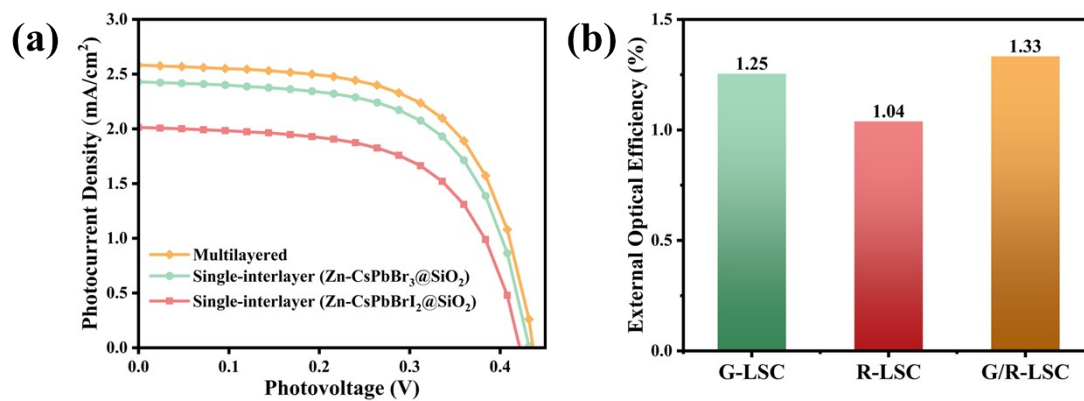 (a)
3.0
2.5
2.0
1.5
1.0
0.5
0.0
Photocurrent Density (mA/cm²)
Multilayered
Single-interlayer (Zn-CsPbBr₃@SiO₂)
Single-interlayer (Zn-CsPbBrI₂@SiO₂)
0.0 0.1 0.2 0.3 0.4
Photovoltage (V)
(b)
1.5
1.0
0.5
0.0
External Optical Efficiency (%)
1.25
1.04
1.33
G-LSC R-LSC G/R-LSC